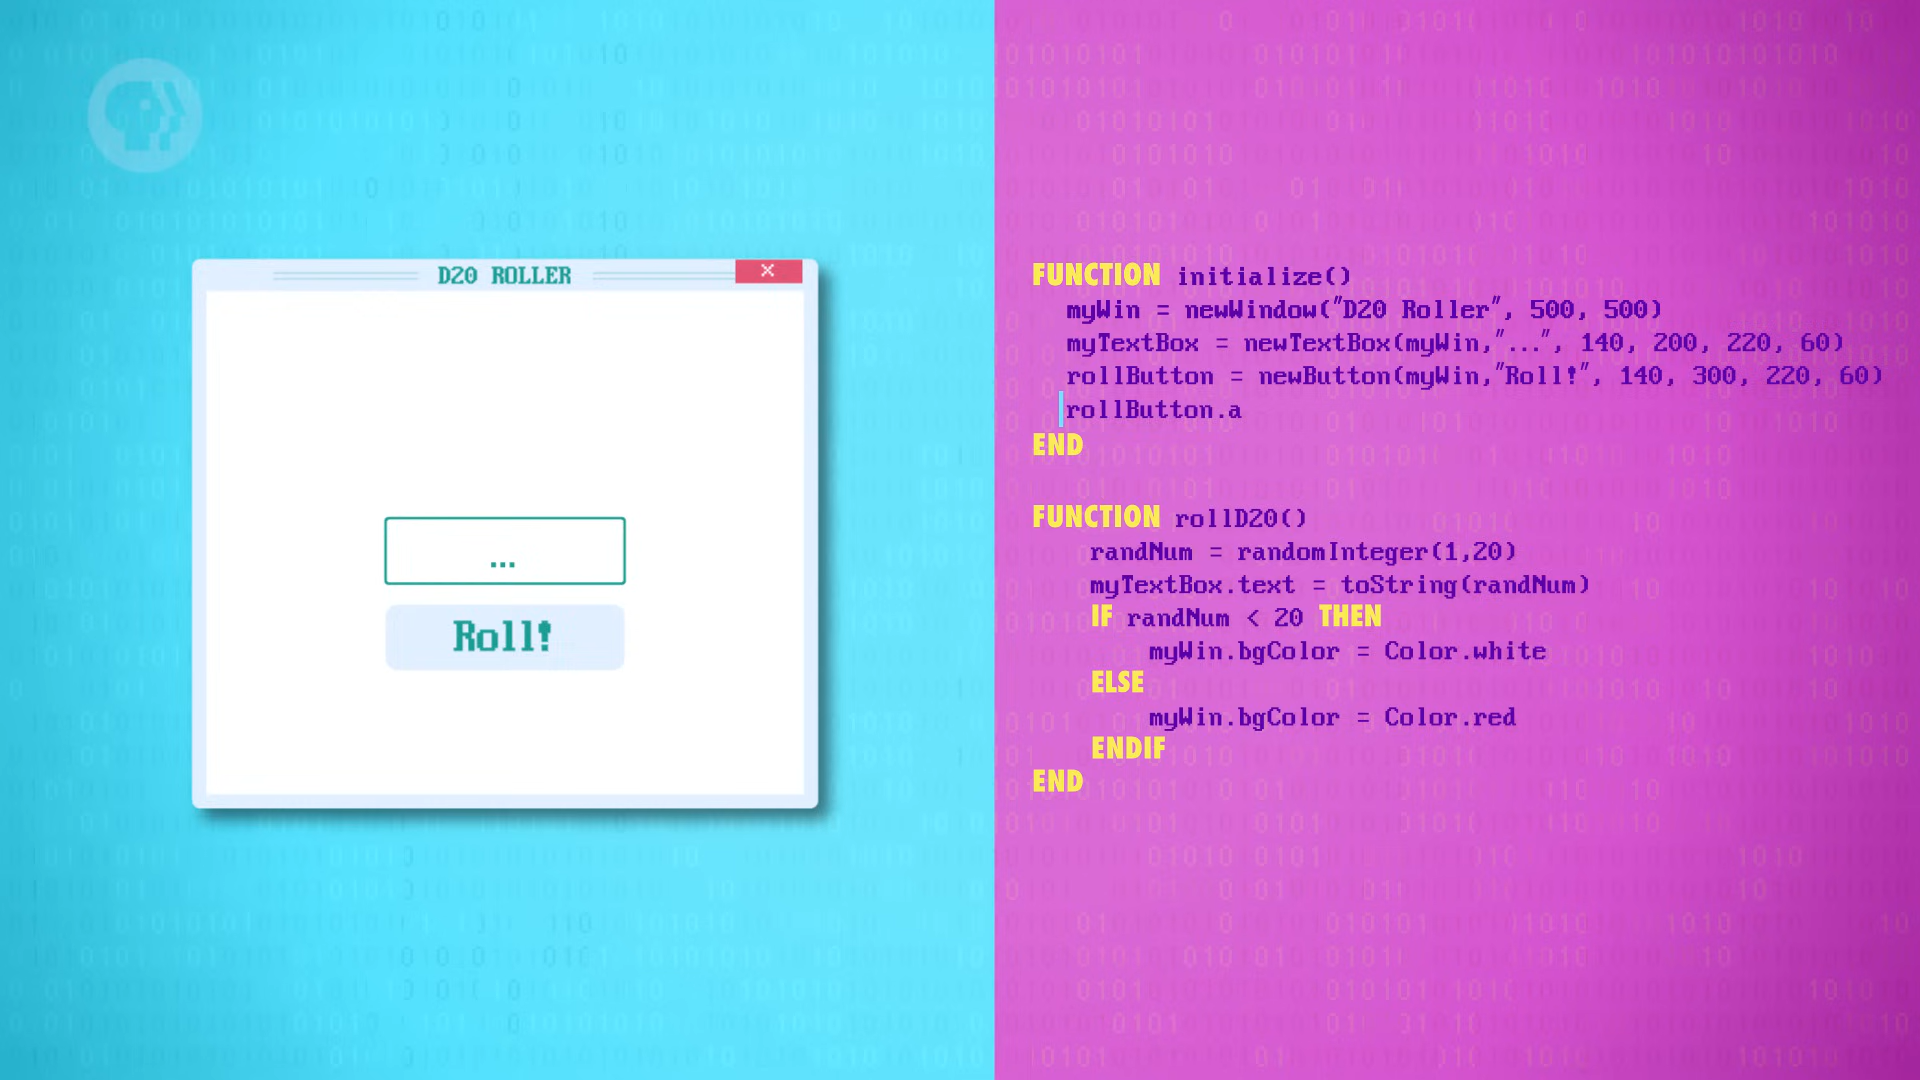 D20 ROLLER
...
Roll!
FUNCTION initialize()
myWin = newWindow("D20 Roller", 500, 500)
myTextBox = newTextBox(myWin,"...", 140, 200, 220, 60)
rollButton = newButton(myWin,"Roll!", 140, 300, 220, 60)
rollButton.a
END
FUNCTION rollD20()
randNum = randomInteger(1,20)
myTextBox.text = toString(randNum)
IF randNum < 20 THEN
myWin.bgColor = Color.white
ELSE
myWin.bgColor = Color.red
ENDIF
END